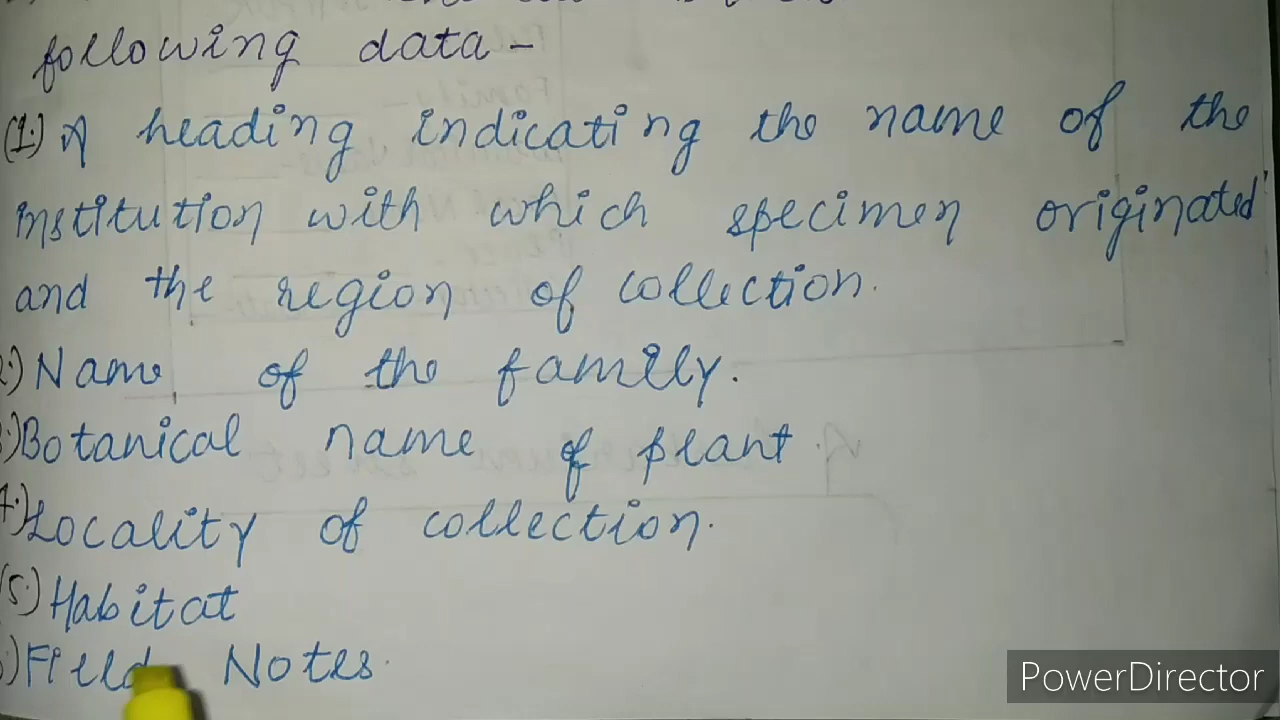 following data -
(1.) A heading indicating the name of the
institution with which specimen originated
and the region of collection.
2.) Name of the family.
3.) Botanical name of plant
4.) Locality of collection.
(5.) Habitat
6.) Field Notes.
PowerDirector